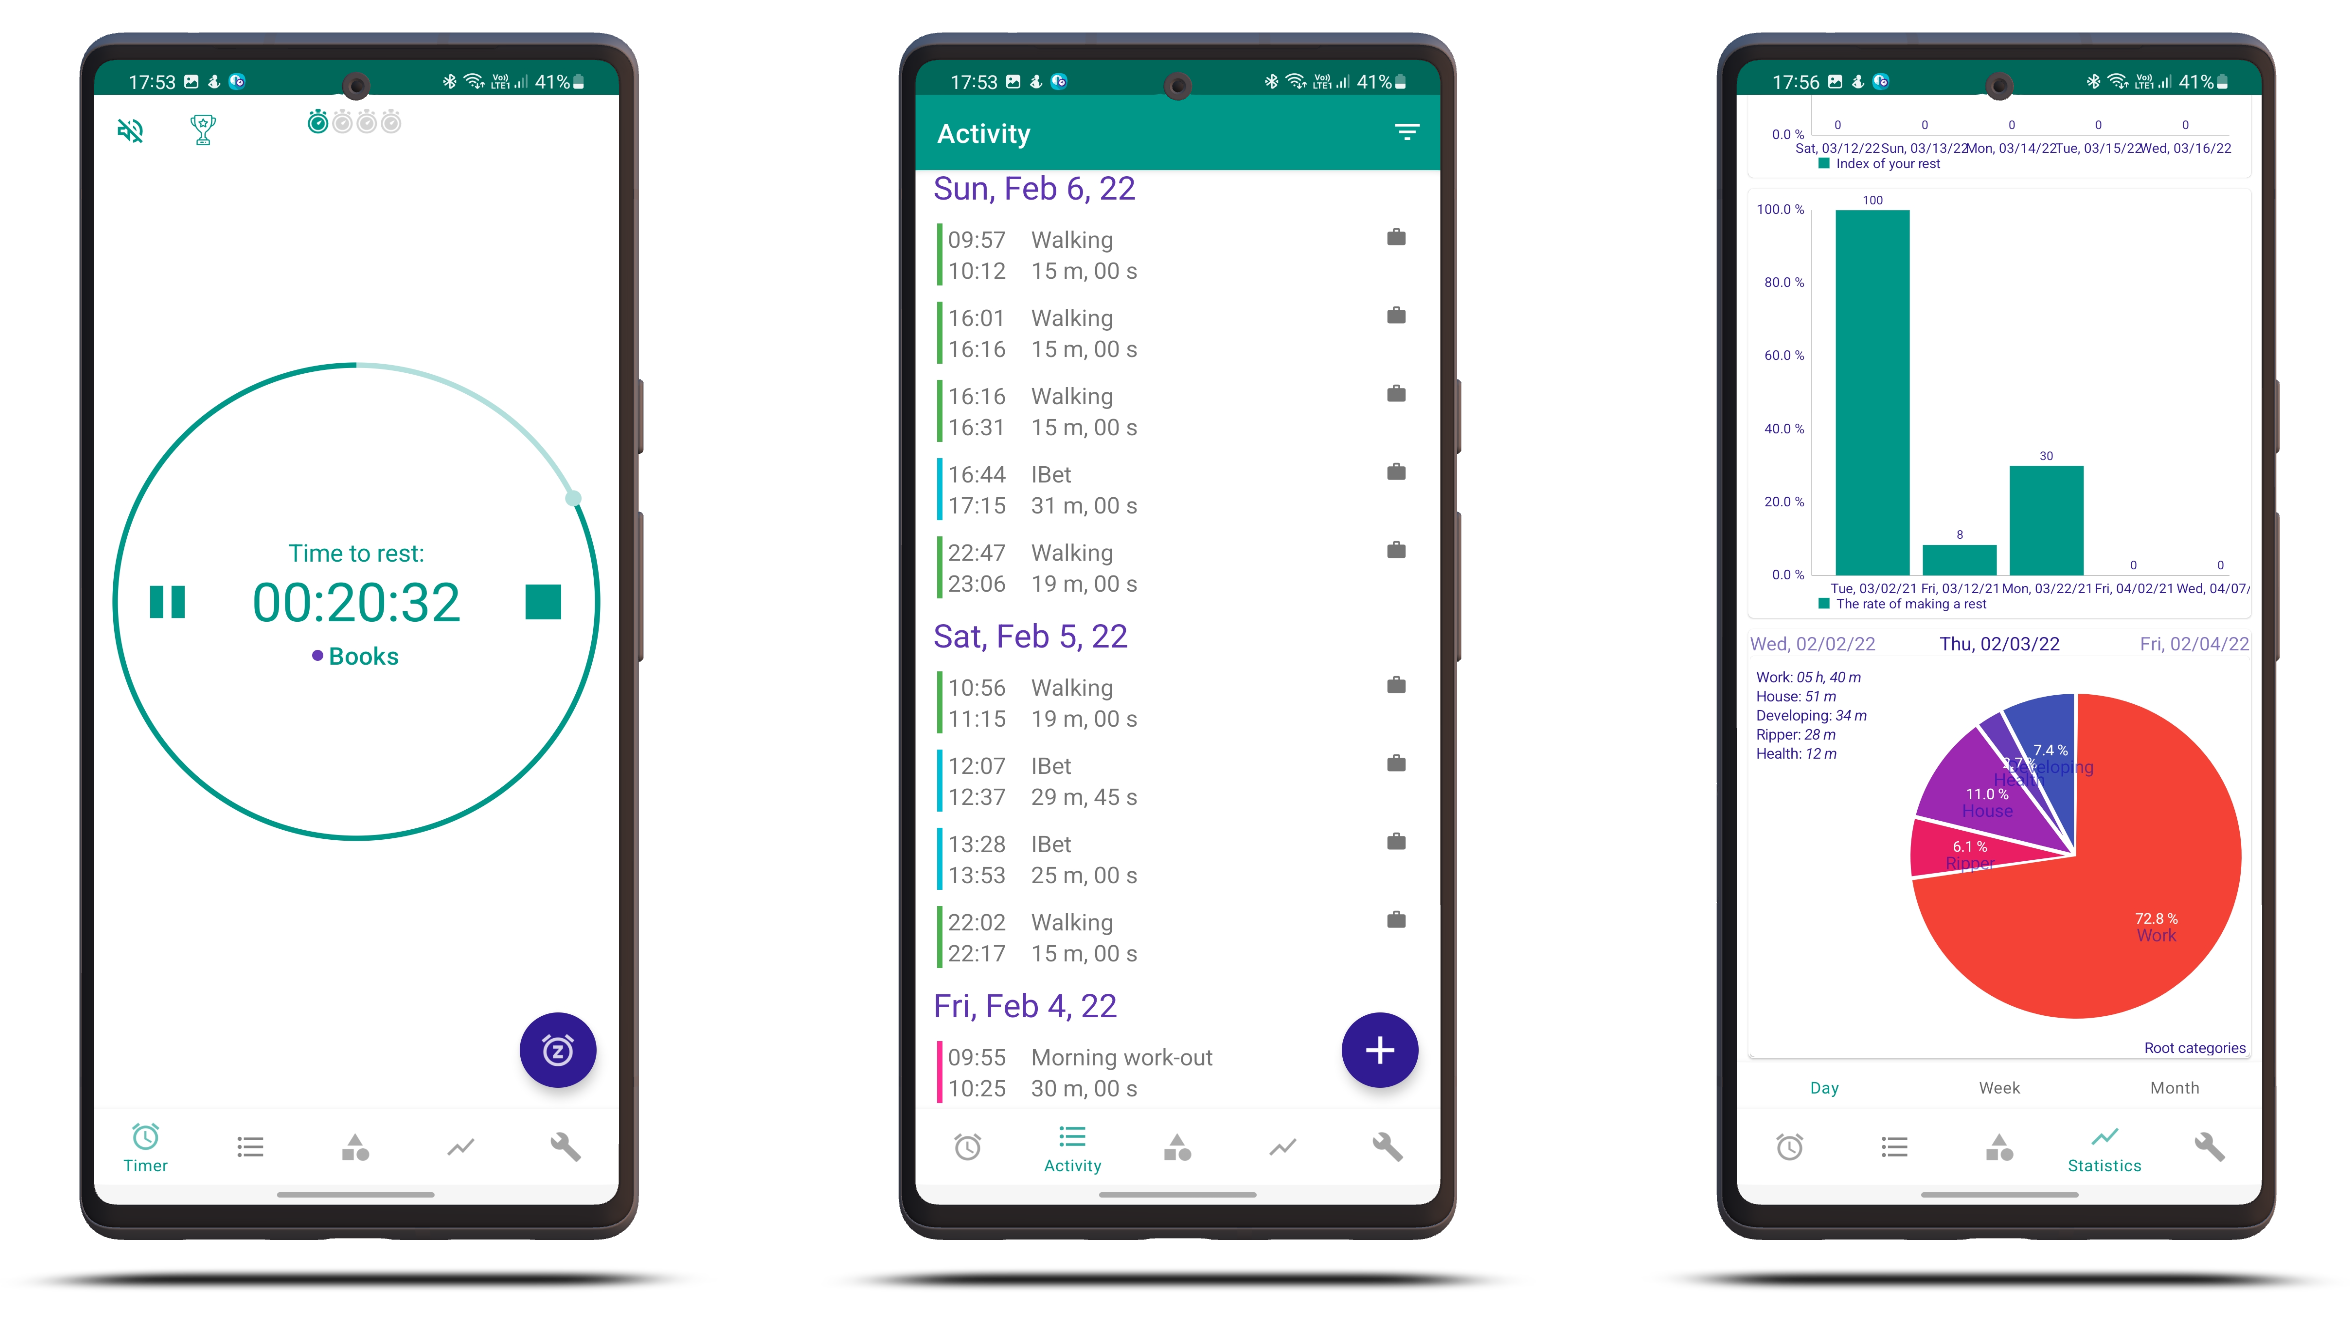 17:53
VoI)
LTE1
41%
Time to rest:
00:20:32
Books
Timer
17:53
VoI)
LTE1
41%
Activity
Sun, Feb 6, 22
09:57 Walking
10:12 15 m, 00 s
16:01 Walking
16:16 15 m, 00 s
16:16 Walking
16:31 15 m, 00 s
16:44 IBet
17:15 31 m, 00 s
22:47 Walking
23:06 19 m, 00 s
Sat, Feb 5, 22
10:56 Walking
11:15 19 m, 00 s
12:07 IBet
12:37 29 m, 45 s
13:28 IBet
13:53 25 m, 00 s
22:02 Walking
22:17 15 m, 00 s
Fri, Feb 4, 22
09:55 Morning work-out
10:25 30 m, 00 s
Activity
17:56
VoI)
LTE1
41%
0 0 0 0 0
0.0 %
Sat, 03/12/22 Sun, 03/13/22 Mon, 03/14/22 Tue, 03/15/22 Wed, 03/16/22
Index of your rest
100
100.0 %
80.0 %
60.0 %
40.0 %
30
20.0 %
8
0 0
0.0 %
Tue, 03/02/21 Fri, 03/12/21 Mon, 03/22/21 Fri, 04/02/21 Wed, 04/07/
The rate of making a rest
Wed, 02/02/22 Thu, 02/03/22 Fri, 02/04/22
Work: 05 h, 40 m
House: 51 m
Developing: 34 m
Ripper: 28 m
Health: 12 m
7.4 %
Developing
2.7 %
Health
11.0 %
House
6.1 %
Ripper
72.8 %
Work
Root categories
Day Week Month
Statistics